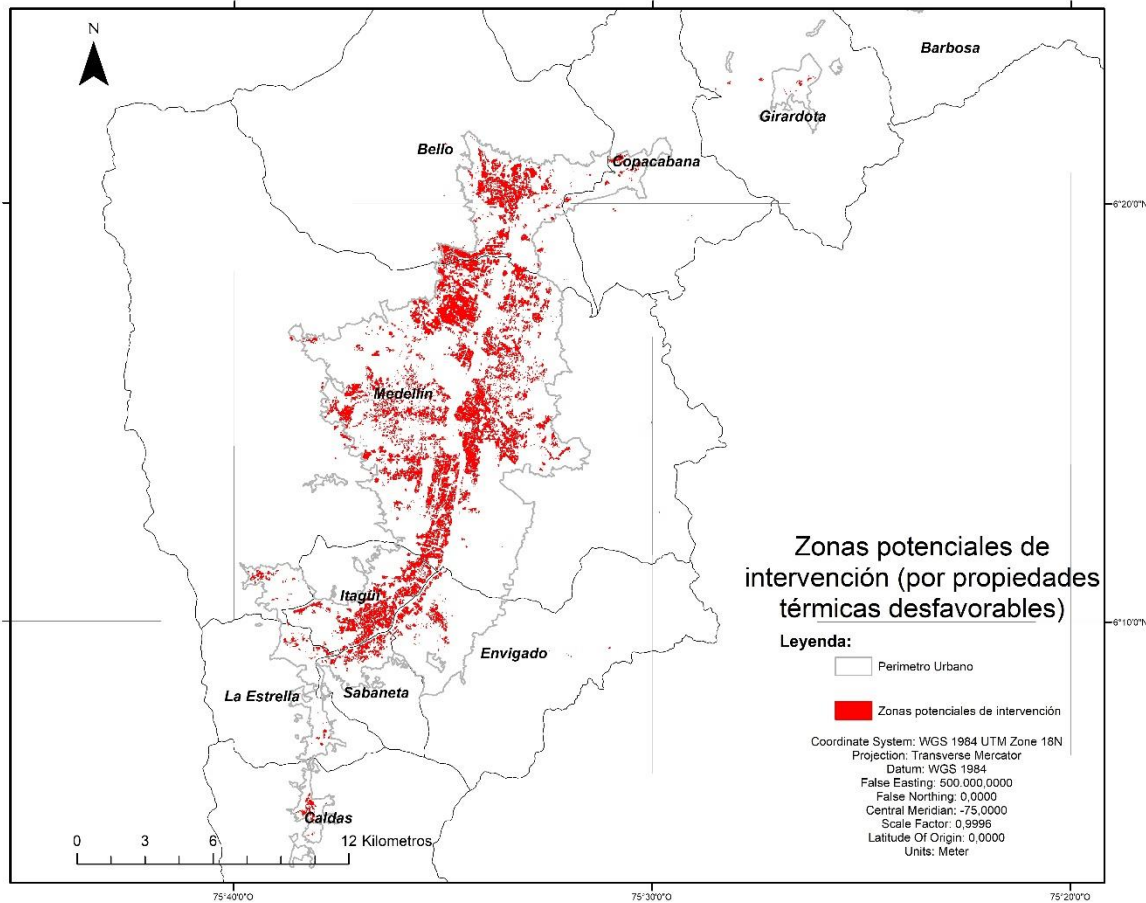 N
Barbosa
Girardota
Bello
Copacabana
6°20'0"N
Medellín
Zonas potenciales de
intervención (por propiedades
térmicas desfavorables)
Itagüí
6°10'0"N
Leyenda:
Envigado
Perimetro Urbano
La Estrella
Sabaneta
Zonas potenciales de intervención
Coordinate System: WGS 1984 UTM Zone 18N
Projection: Transverse Mercator
Datum: WGS 1984
False Easting: 500.000,0000
False Northing: 0,0000
Central Meridian: -75,0000
Scale Factor: 0,9996
Latitude Of Origin: 0,0000
Units: Meter
Caldas
0 3 6 12 Kilometros
75°40'0"W 75°30'0"W 75°20'0"W